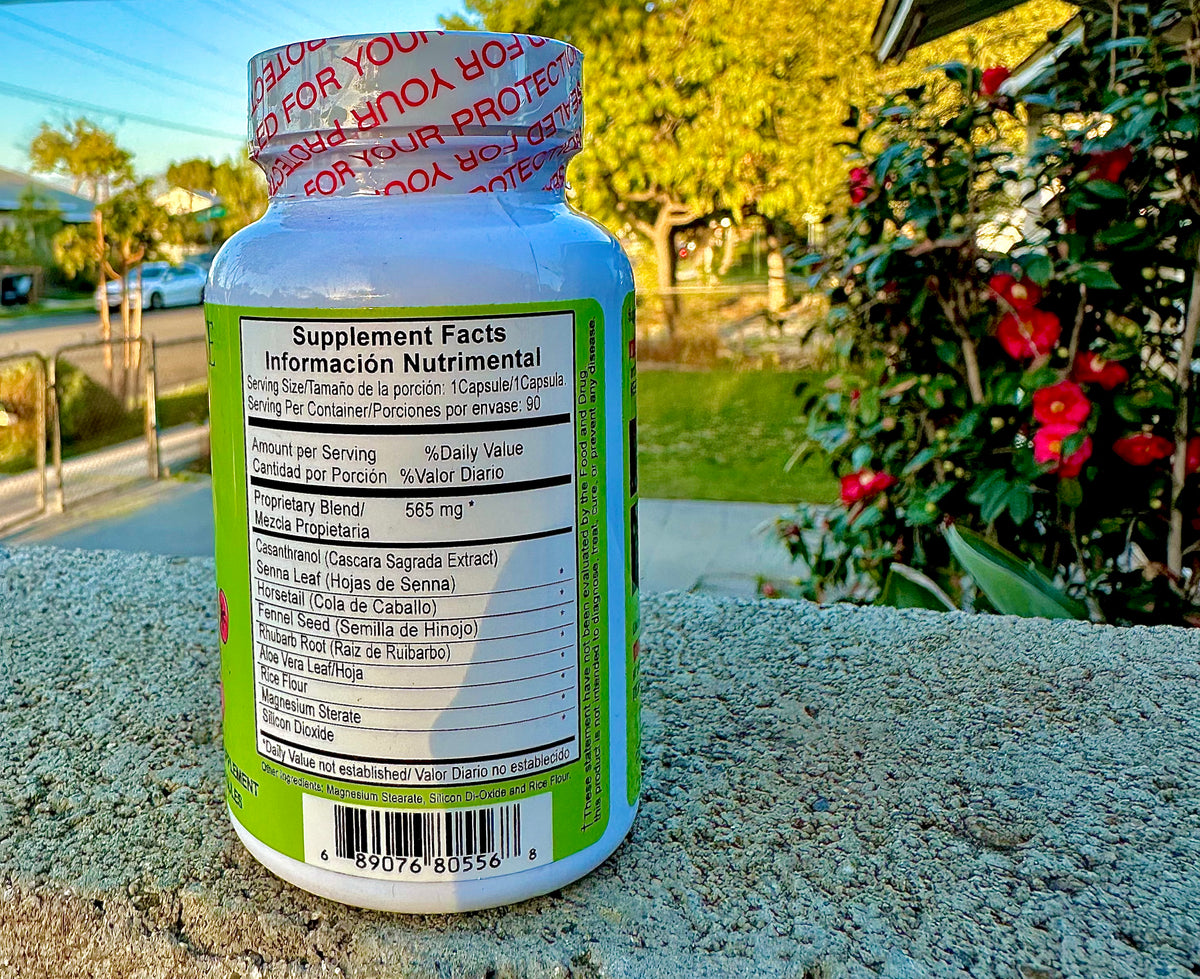 SEALED FOR YOUR PROTECTION
FOR YOUR PROTECTION
Supplement Facts
Información Nutrimental
Serving Size/Tamaño de la porción: 1Capsule/1Capsula.
Serving Per Container/Porciones por envase: 90
Amount per Serving %Daily Value
Cantidad por Porción %Valor Diario
Proprietary Blend/ 565 mg *
Mezcla Propietaria
Casanthranol (Cascara Sagrada Extract) *
Senna Leaf (Hojas de Senna) *
Horsetail (Cola de Caballo) *
Fennel Seed (Semilla de Hinojo) *
Rhubarb Root (Raiz de Ruibarbo) *
Aloe Vera Leaf/Hoja *
Rice Flour *
Magnesium Sterate *
Silicon Dioxide
*Daily Value not established/ Valor Diario no establecido
Other Ingredients: Magnesium Stearate, Silicon Di-Oxide and Rice Flour.
6 89076 80556 8
† These statement have not been evaluated by the Food and Drug
this product is not intended to diagnose, treat, cure, or prevent any disease.